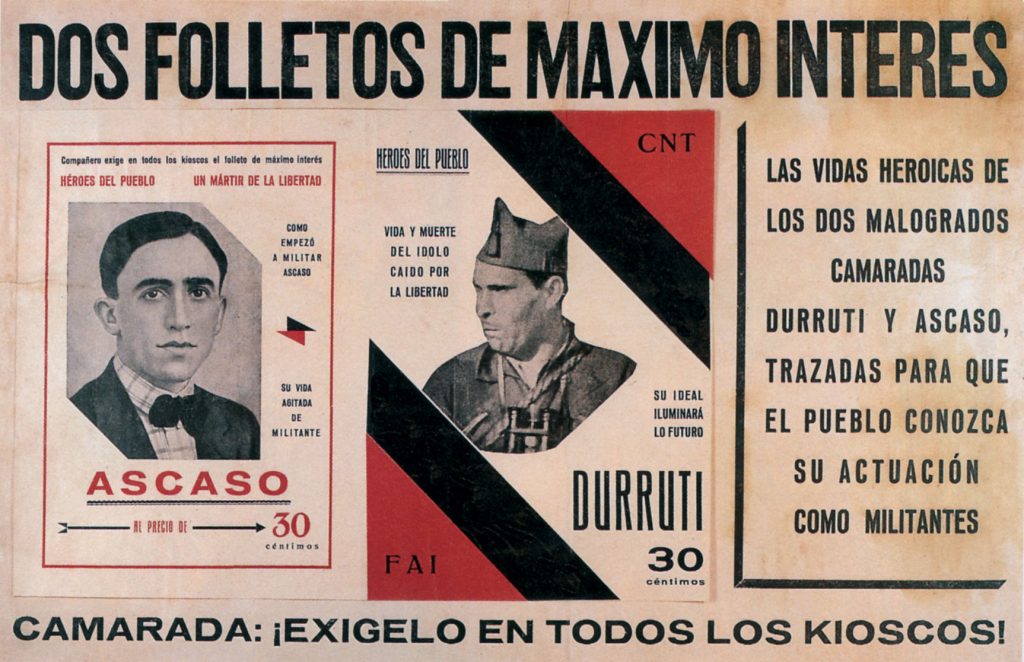 DOS FOLLETOS DE MAXIMO INTERES
Compañero exige en todos los kioscos el folleto de máximo interés
HÉROES DEL PUEBLO UN MÁRTIR DE LA LIBERTAD
COMO
EMPEZÓ
A MILITAR
ASCASO
SU VIDA
AGITADA
DE
MILITANTE
ASCASO
AL PRECIO DE 30
céntimos
HEROES DEL PUEBLO
CNT
VIDA Y MUERTE
DEL IDOLO
CAIDO POR
LA LIBERTAD
SU IDEAL
ILUMINARÁ
LO FUTURO
DURRUTI
30
céntimos
FAI
LAS VIDAS HEROICAS DE
LOS DOS MALOGRADOS
CAMARADAS
DURRUTI Y ASCASO,
TRAZADAS PARA QUE
EL PUEBLO CONOZCA
SU ACTUACIÓN
COMO MILITANTES
CAMARADA: ¡EXIGELO EN TODOS LOS KIOSCOS!